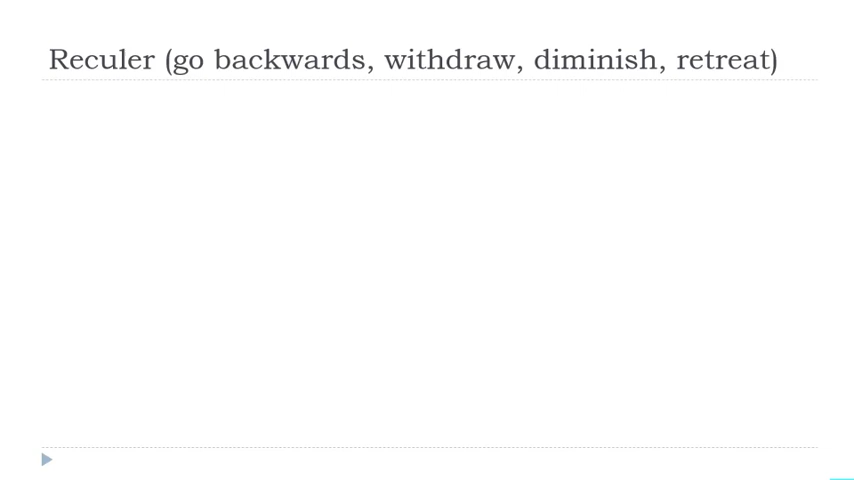 Reculer (go backwards, withdraw, diminish, retreat)